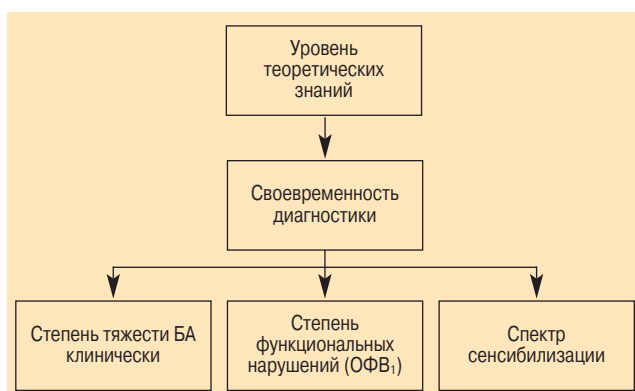 Уровень
теоретических
знаний
Своевременность
диагностики
Степень тяжести БА
клинически
Степень
функциональных
нарушений (ОФВ₁)
Спектр
сенсибилизации